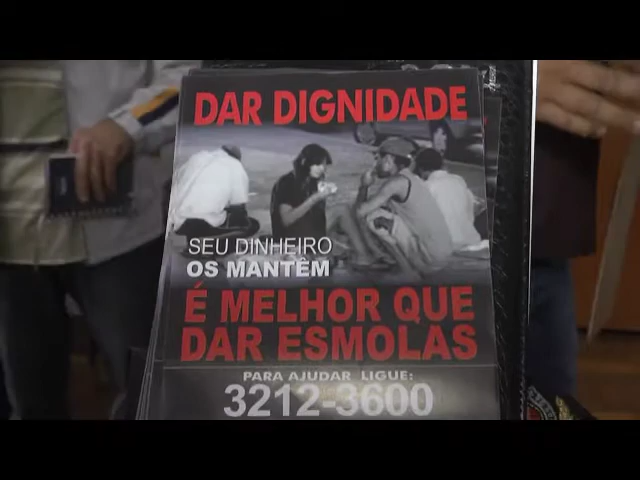 DAR DIGNIDADE
SEU DINHEIRO
OS MANTÊM
É MELHOR QUE
DAR ESMOLAS
PARA AJUDAR LIGUE:
3212-3600